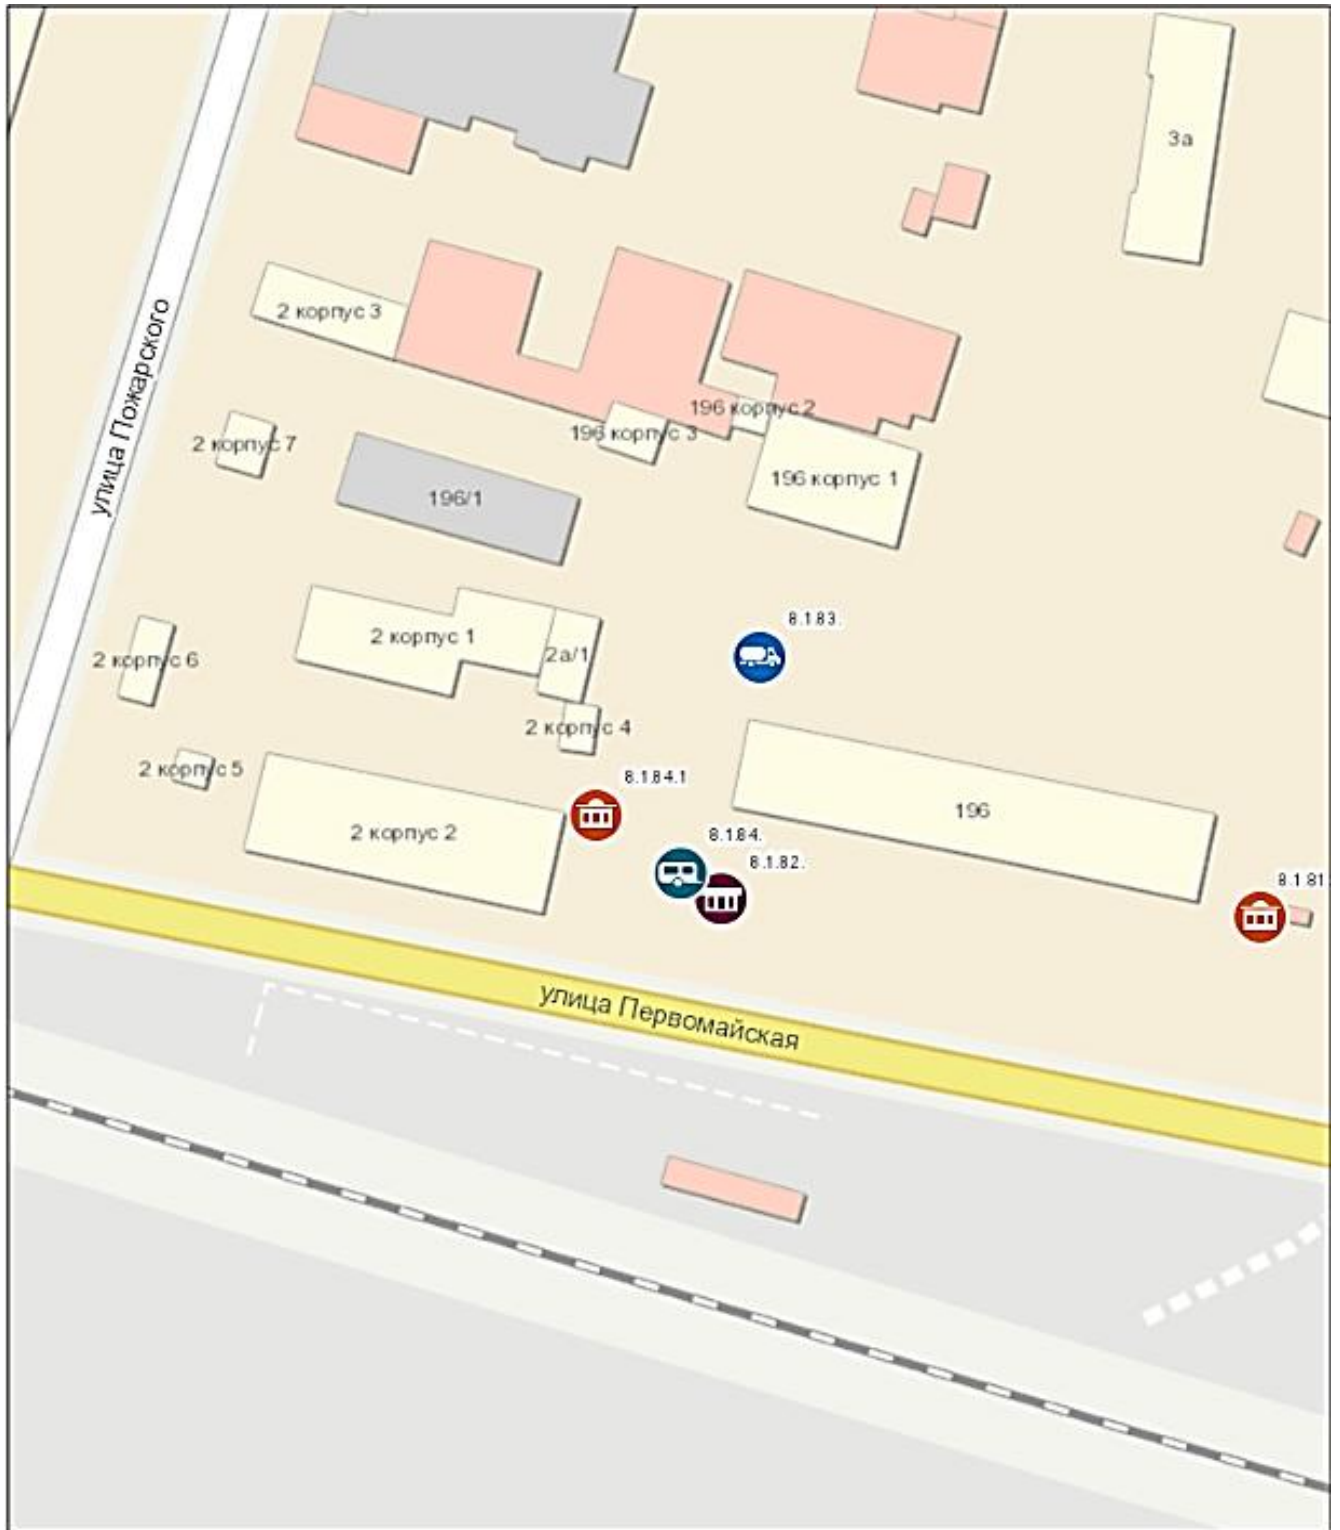 3а
2 корпус 3
улица Пожарского
196 корпус 2
196 корпус 3
2 корпус 7
196 корпус 1
196/1
8.1.83.
2 корпус 1
2а/1
2 корпус 6
2 корпус 4
2 корпус 5
8.1.84.1
196
2 корпус 2
8.1.84.
8.1.82.
8.1.81.
улица Первомайская